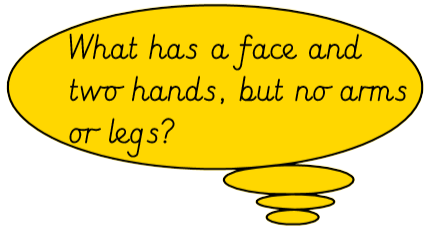 What has a face and
two hands, but no arms
or legs?